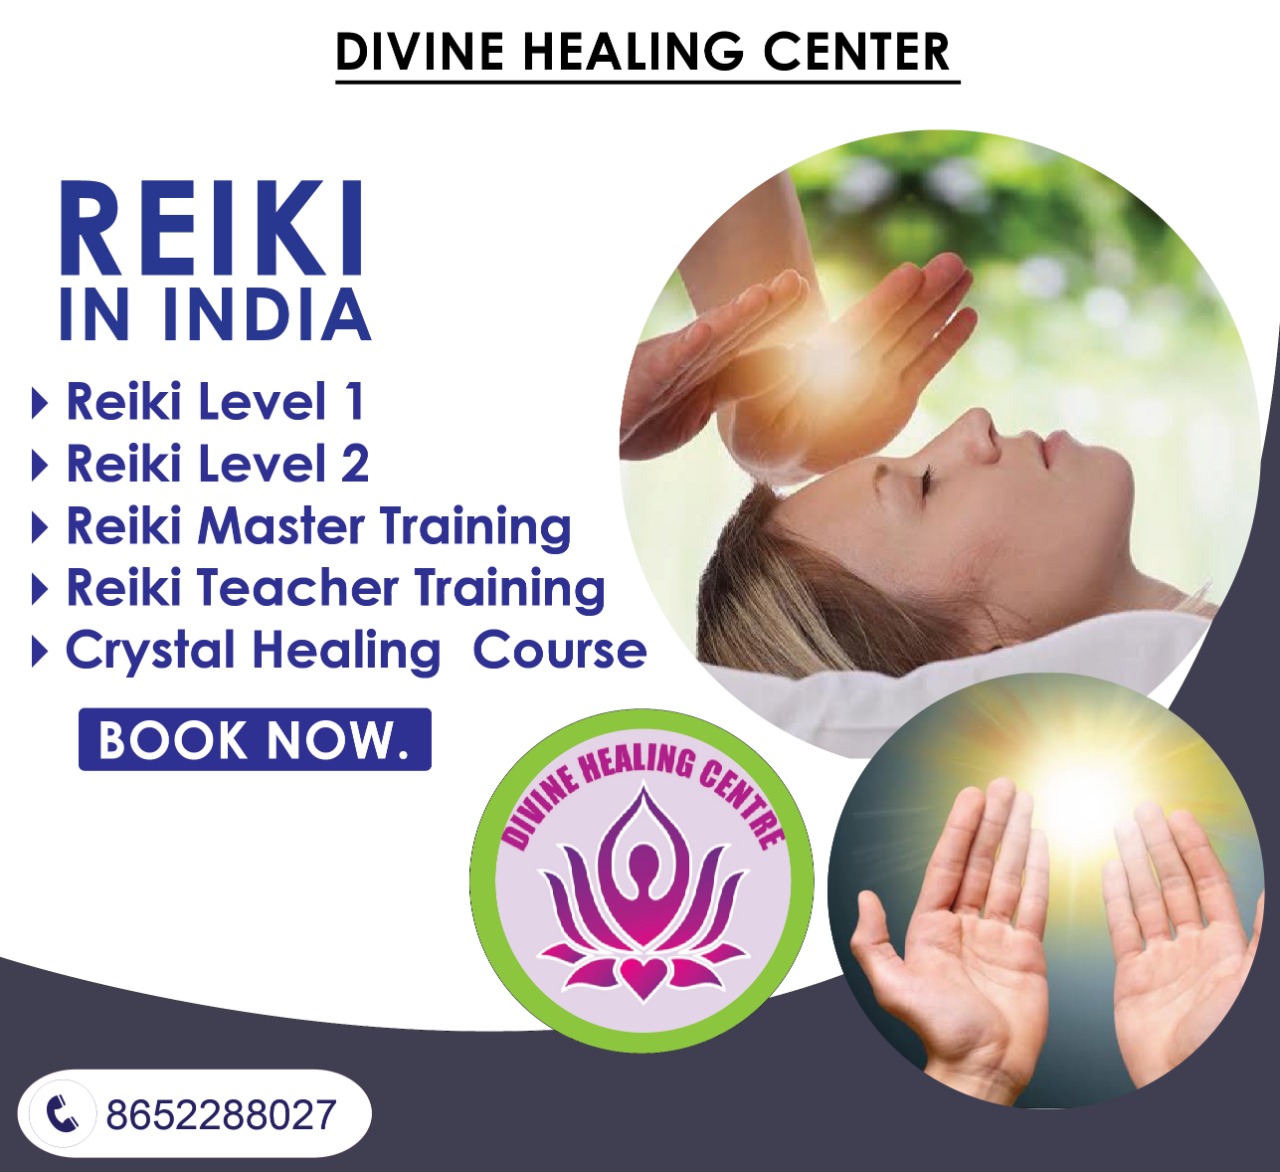 DIVINE HEALING CENTER
REIKI
IN INDIA
Reiki Level 1
Reiki Level 2
Reiki Master Training
Reiki Teacher Training
Crystal Healing Course
BOOK NOW.
DIVINE HEALING CENTRE
8652288027